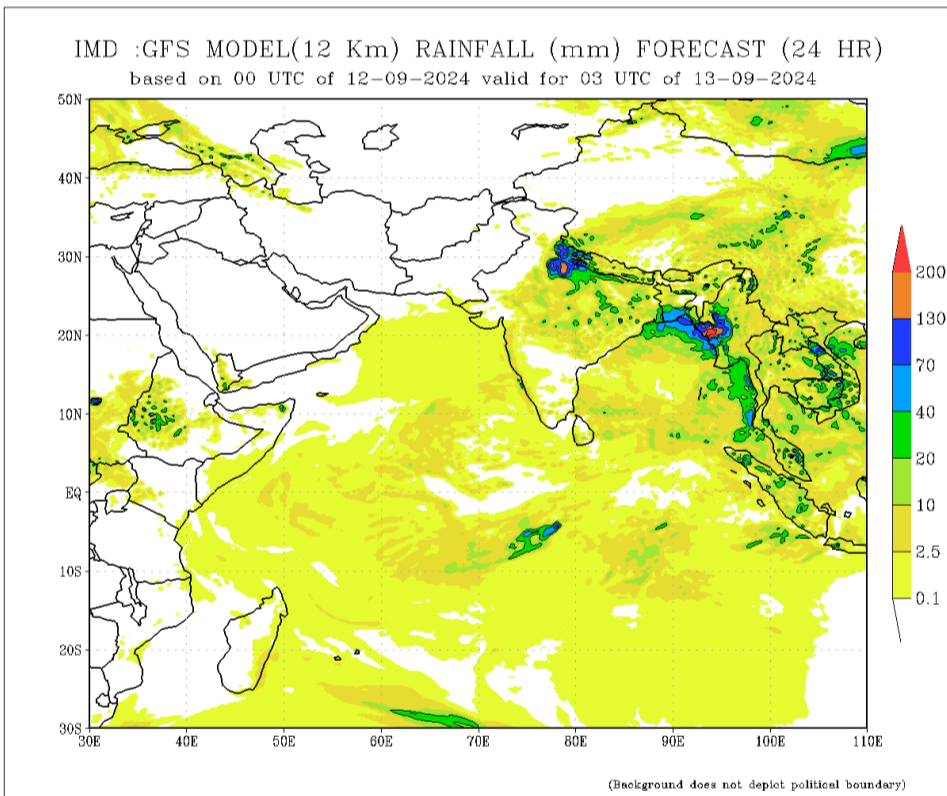 IMD :GFS MODEL(12 Km) RAINFALL (mm) FORECAST (24 HR)
based on 00 UTC of 12-09-2024 valid for 03 UTC of 13-09-2024
50N
40N
30N
20N
10N
EQ
10S
20S
30S
30E 40E 50E 60E 70E 80E 90E 100E 110E
200
130
70
40
20
10
2.5
0.1
(Background does not depict political boundary)